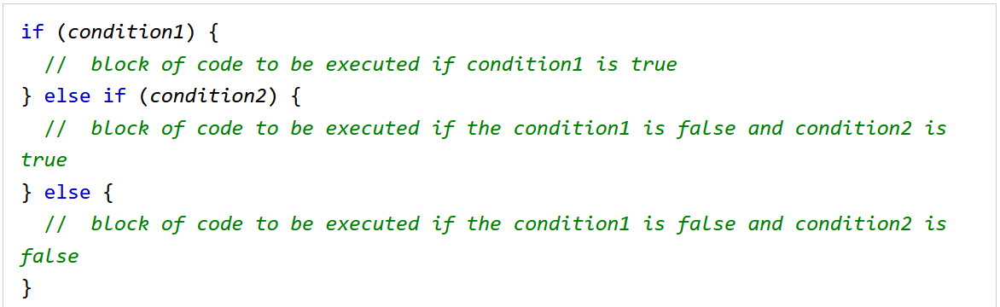 if (condition1) {
  //  block of code to be executed if condition1 is true
} else if (condition2) {
  //  block of code to be executed if the condition1 is false and condition2 is
true
} else {
  //  block of code to be executed if the condition1 is false and condition2 is
false
}